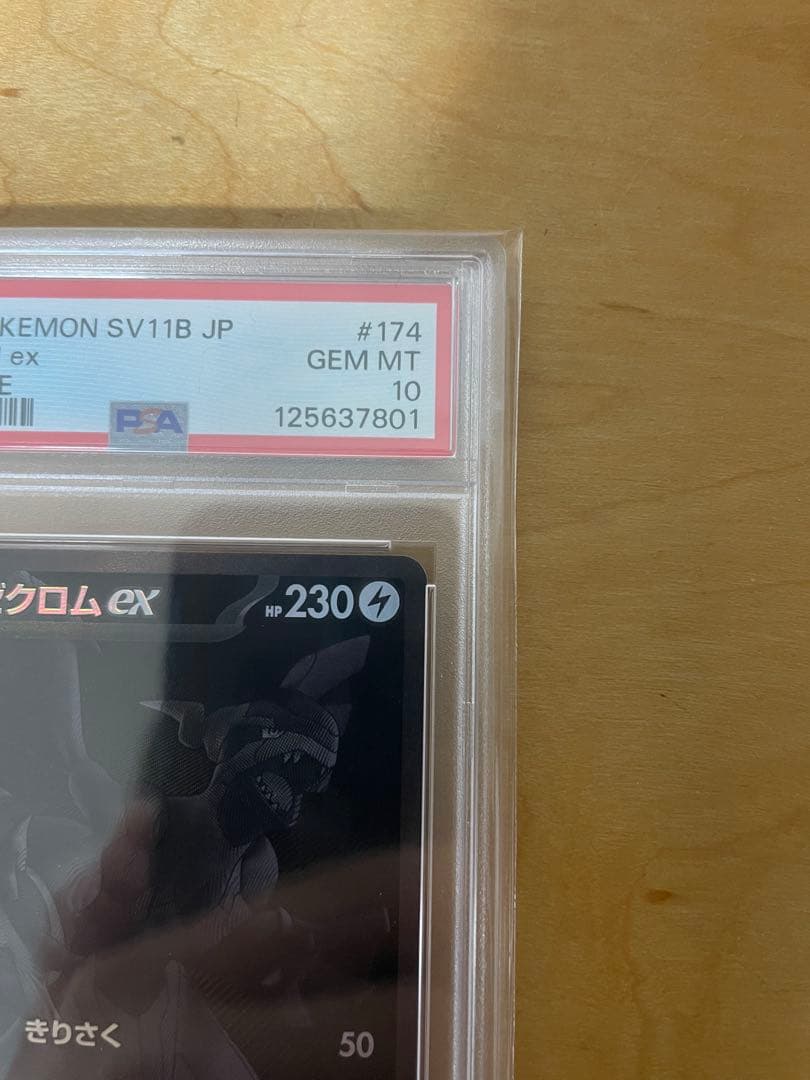 KEMON SV11B JP #174
ex GEM MT
E 10
PSA 125637801
クロムex HP230
きりさく 50